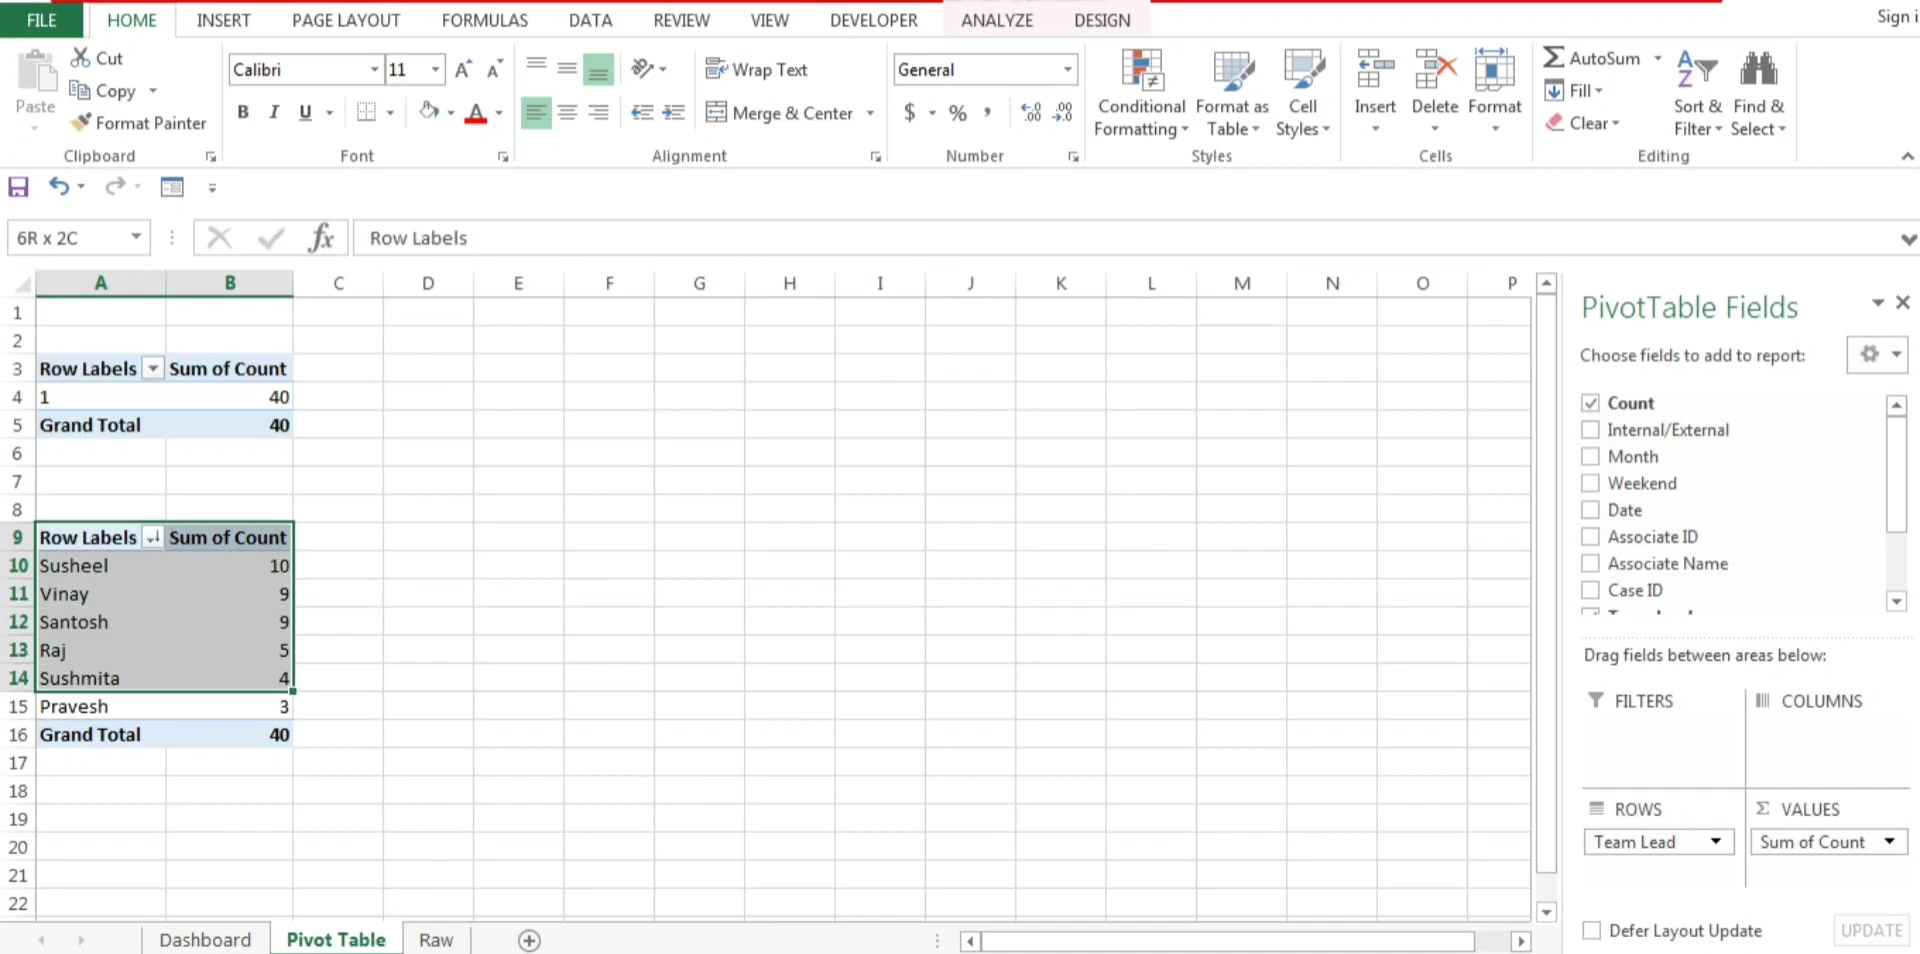 FILE HOME INSERT PAGE LAYOUT FORMULAS DATA REVIEW VIEW DEVELOPER ANALYZE DESIGN Sign i
Paste
Cut
Copy
Format Painter
Clipboard
Calibri 11
B I U A
Font
Wrap Text
Merge & Center
Alignment
General
$ % ,
Number
Conditional Formatting
Format as Table
Cell Styles
Styles
Insert
Delete
Format
Cells
AutoSum
Fill
Clear
Sort & Filter
Find & Select
Editing
6R x 2C fx Row Labels
A B C D E F G H I J K L M N O P
1
2
3 Row Labels Sum of Count
4 1 40
5 Grand Total 40
6
7
8
9 Row Labels Sum of Count
10 Susheel 10
11 Vinay 9
12 Santosh 9
13 Raj 5
14 Sushmita 4
15 Pravesh 3
16 Grand Total 40
17
18
19
20
21
22
Dashboard Pivot Table Raw
PivotTable Fields
Choose fields to add to report:
Count
Internal/External
Month
Weekend
Date
Associate ID
Associate Name
Case ID
Drag fields between areas below:
FILTERS
COLUMNS
ROWS
Team Lead
VALUES
Sum of Count
Defer Layout Update
UPDATE